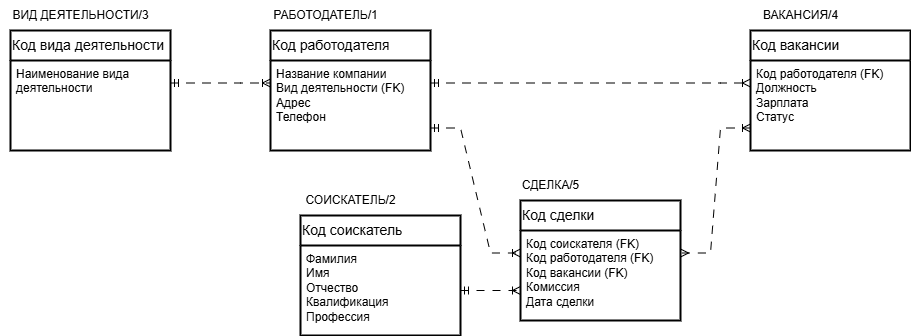 ВИД ДЕЯТЕЛЬНОСТИ/3
Код вида деятельности
Наименование вида
деятельности
РАБОТОДАТЕЛЬ/1
Код работодателя
Название компании
Вид деятельности (FK)
Адрес
Телефон
ВАКАНСИЯ/4
Код вакансии
Код работодателя (FK)
Должность
Зарплата
Статус
СОИСКАТЕЛЬ/2
Код соискатель
Фамилия
Имя
Отчество
Квалификация
Профессия
СДЕЛКА/5
Код сделки
Код соискателя (FK)
Код работодателя (FK)
Код вакансии (FK)
Комиссия
Дата сделки